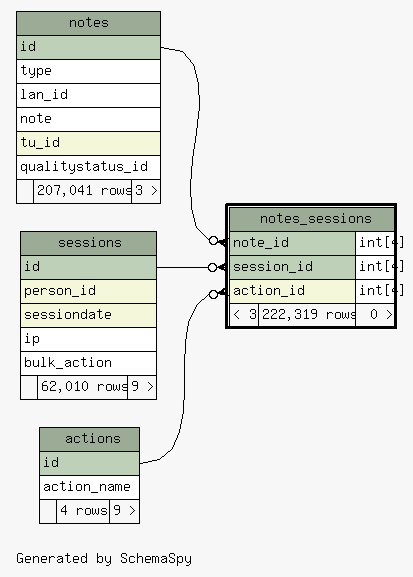 notes
id
type
lan_id
note
tu_id
qualitystatus_id
207,041 rows 3 >
sessions
id
person_id
sessiondate
ip
bulk_action
62,010 rows 9 >
actions
id
action_name
4 rows 9 >
notes_sessions
note_id int[4]
session_id int[4]
action_id int[4]
< 3 222,319 rows 0 >
Generated by SchemaSpy